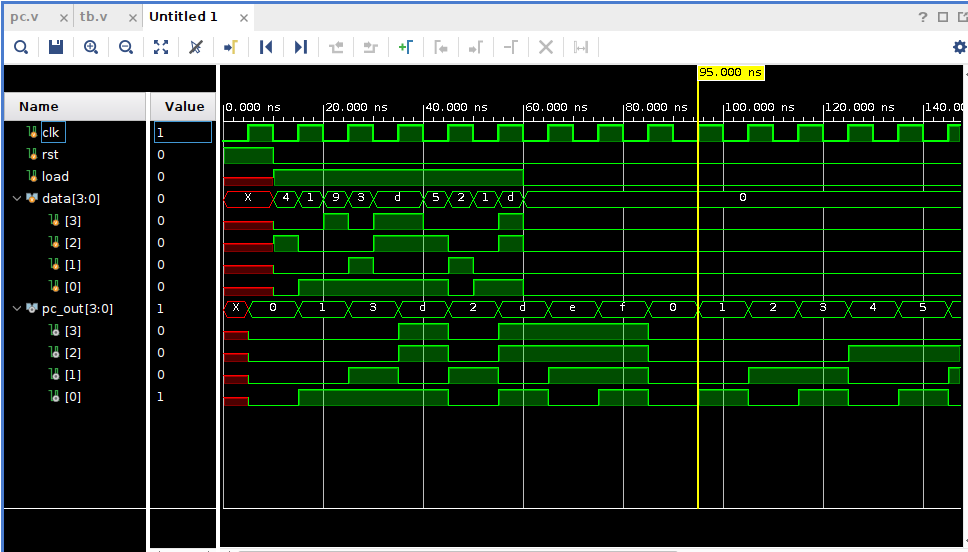 pc.v × tb.v × Untitled 1 ×
?
95.000 ns
Name Value 0.000 ns 20.000 ns 40.000 ns 60.000 ns 80.000 ns 100.000 ns 120.000 ns 140.0
clk 1
rst 0
load 0
data[3:0] 0 X 4 1 9 3 d 5 2 1 d 0
[3] 0
[2] 0
[1] 0
[0] 0
pc_out[3:0] 1 X 0 1 3 d 2 d e f 0 1 2 3 4 5
[3] 0
[2] 0
[1] 0
[0] 1